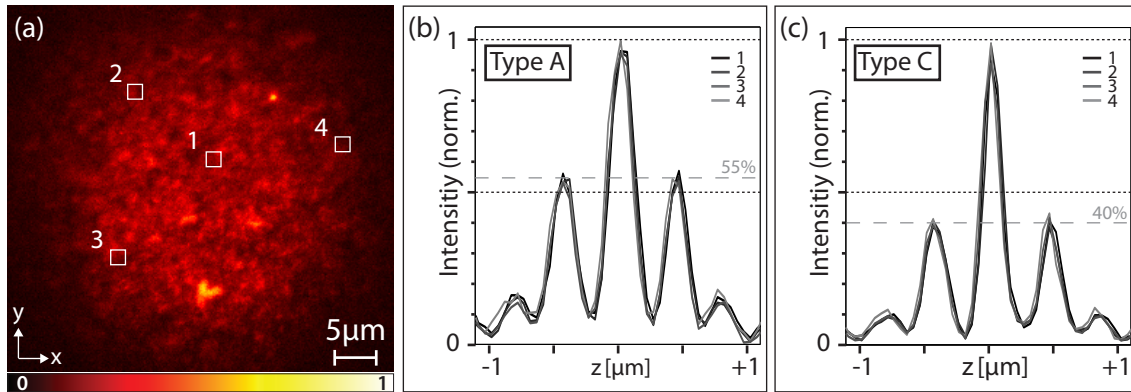 (a)
2
1
4
3
y
x
5µm
0 1
(b)
1
Type A
1
2
3
4
55%
Intensitiy (norm.)
0
-1 z [µm] +1
(c)
1
Type C
1
2
3
4
40%
Intensitiy (norm.)
0
-1 z [µm] +1